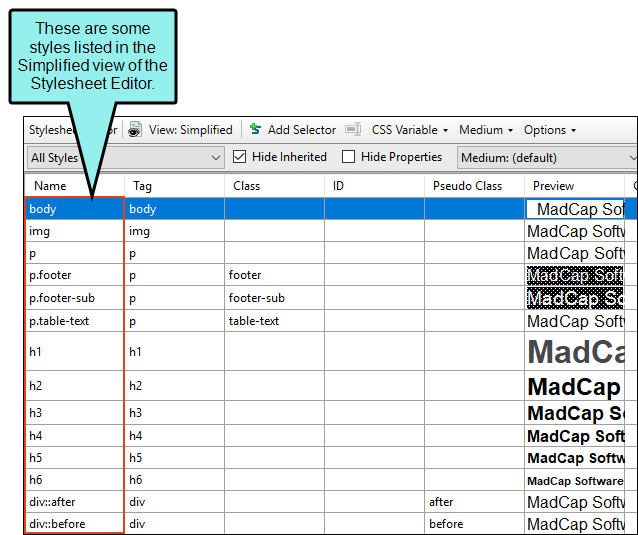 These are some
styles listed in the
Simplified view of the
Stylesheet Editor.
View: Simplified Add Selector CSS Variable Medium Options
All Styles Hide Inherited Hide Properties Medium: (default)
Name Tag Class ID Pseudo Class Preview
body body MadCap Sof
img img MadCap Softw
p p MadCap Softw
p.footer p footer MadCap Soft
p.footer-sub p footer-sub MadCap Soft
p.table-text p table-text MadCap Softw
h1 h1 MadCa
h2 h2 MadCap
h3 h3 MadCap So
h4 h4 MadCap Soft
h5 h5 MadCap Softw
h6 h6 MadCap Software
div::after div after MadCap Softw
div::before div before MadCap Softw